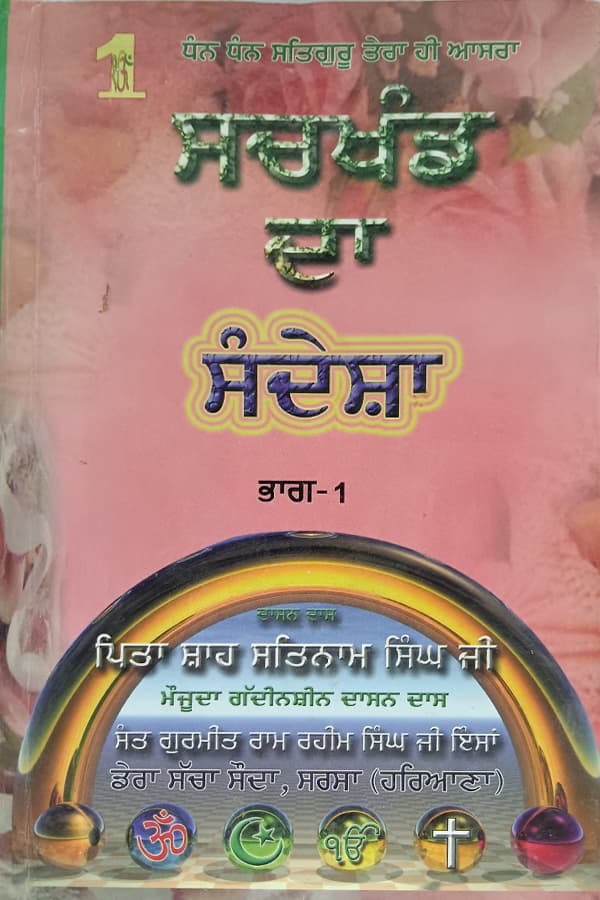 1
ਧੰਨ ਧੰਨ ਸਤਿਗੁਰੂ ਤੇਰਾ ਹੀ ਆਸਰਾ
ਸਚਖੰਡ
ਦਾ
ਸੰਦੇਸ਼ਾ
ਭਾਗ-1
ਦਾਸਨ ਦਾਸ
ਪਿਤਾ ਸ਼ਾਹ ਸਤਿਨਾਮ ਸਿੰਘ ਜੀ
ਮੌਜੂਦਾ ਗੱਦੀਨਸ਼ੀਨ ਦਾਸਨ ਦਾਸ
ਸੰਤ ਗੁਰਮੀਤ ਰਾਮ ਰਹੀਮ ਸਿੰਘ ਜੀ ਇੰਸਾਂ
ਡੇਰਾ ਸੱਚਾ ਸੌਦਾ, ਸਰਸਾ (ਹਰਿਆਣਾ)
ॐ ੴ